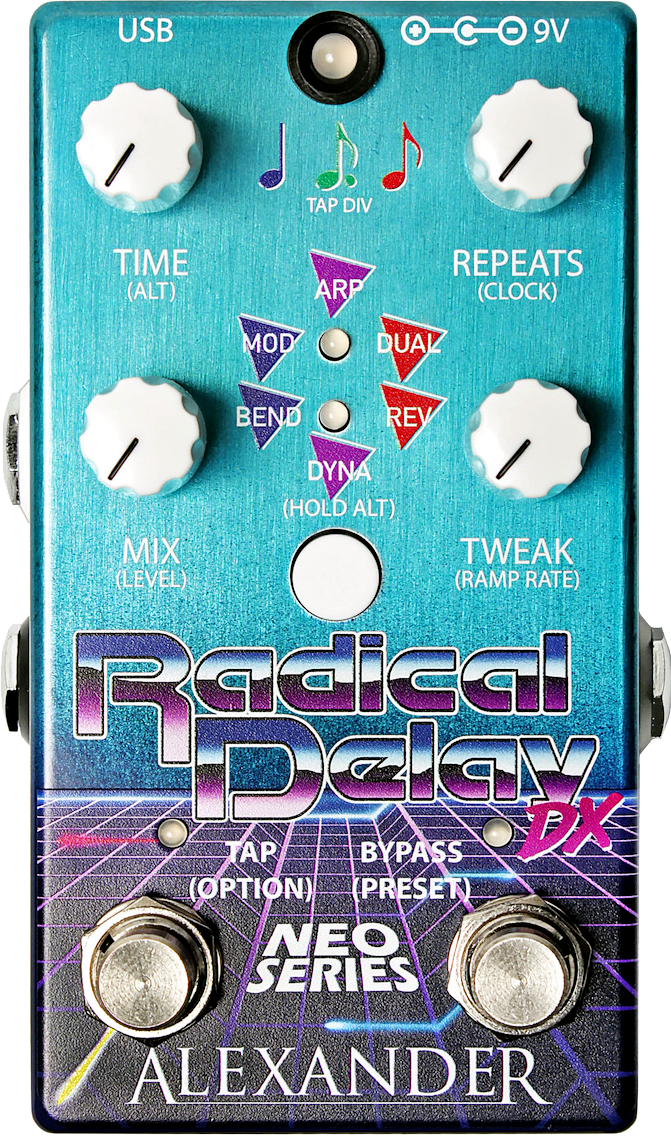 USB
9V
TAP DIV
TIME
(ALT)
REPEATS
(CLOCK)
ARP
MOD
DUAL
BEND
REV
DYNA
(HOLD ALT)
MIX
(LEVEL)
TWEAK
(RAMP RATE)
Radical
Delay
DX
TAP
(OPTION)
BYPASS
(PRESET)
NEO
SERIES
ALEXANDER